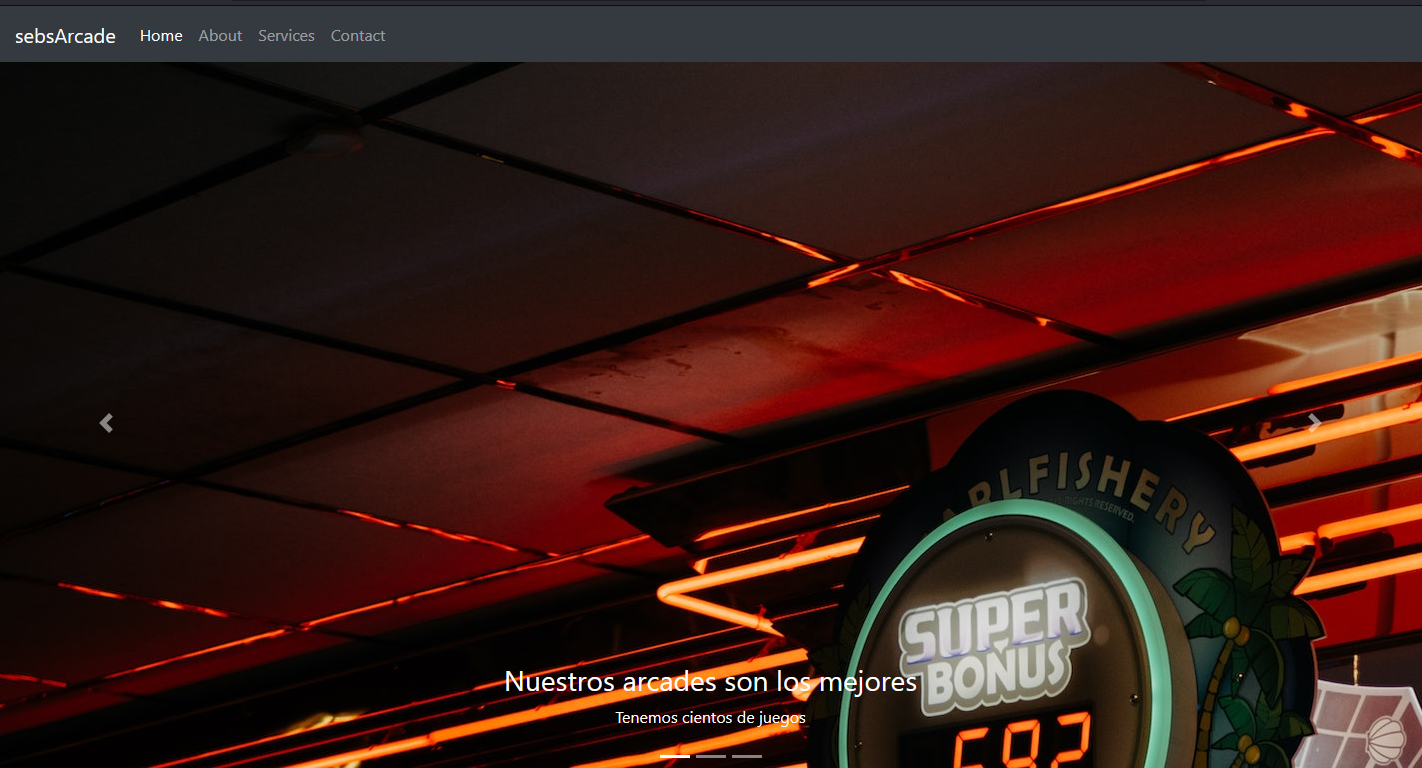 sebsArcade Home About Services Contact
RLFISHERY
RIGHTS RESERVED.
SUPER
BONUS
Nuestros arcades son los mejores
Tenemos cientos de juegos
692